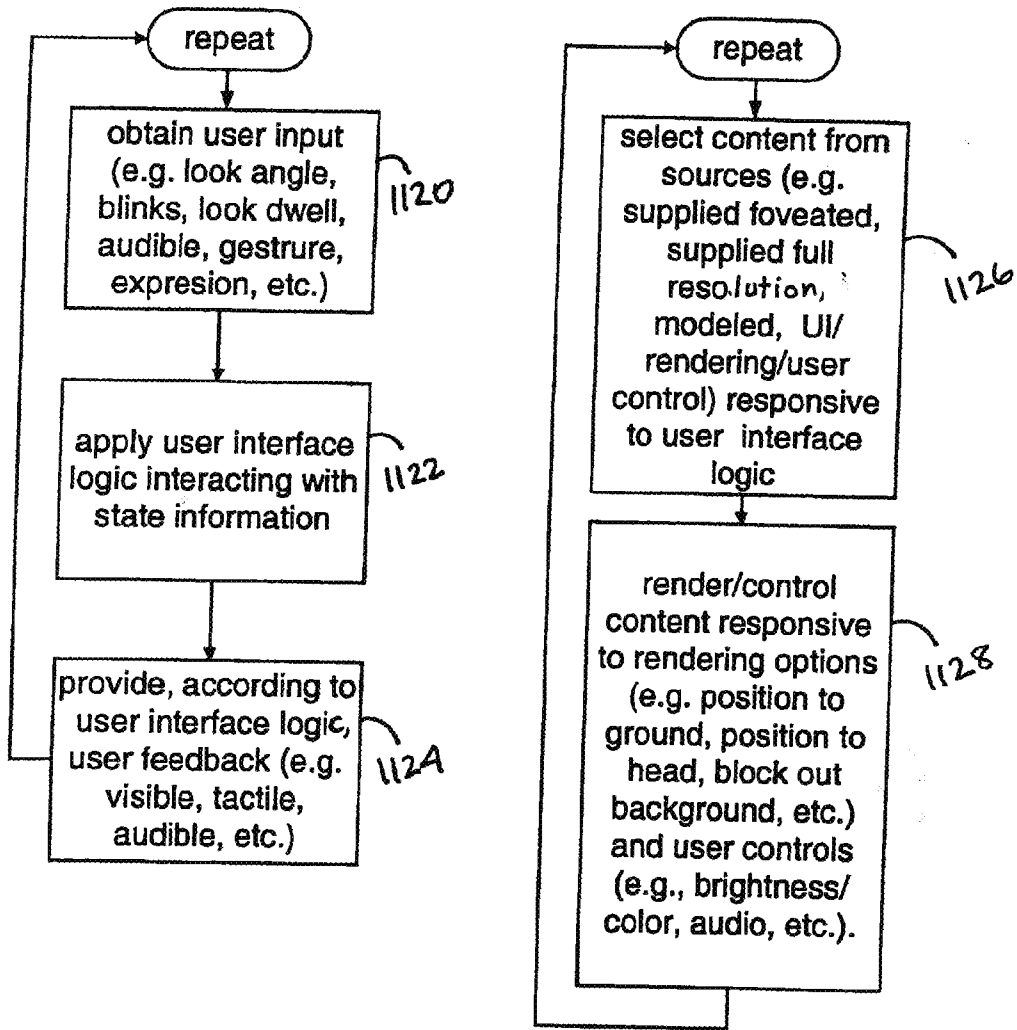 repeat
obtain user input
(e.g. look angle,
blinks, look dwell,
audible, gestrure,
expresion, etc.)
1120
apply user interface
logic interacting with
state information
1122
provide, according to
user interface logic,
user feedback (e.g.
visible, tactile,
audible, etc.)
1124
repeat
select content from
sources (e.g.
supplied foveated,
supplied full
resolution,
modeled, UI/
rendering/user
control) responsive
to user interface
logic
1126
render/control
content responsive
to rendering options
(e.g. position to
ground, position to
head, block out
background, etc.)
and user controls
(e.g., brightness/
color, audio, etc.).
1128